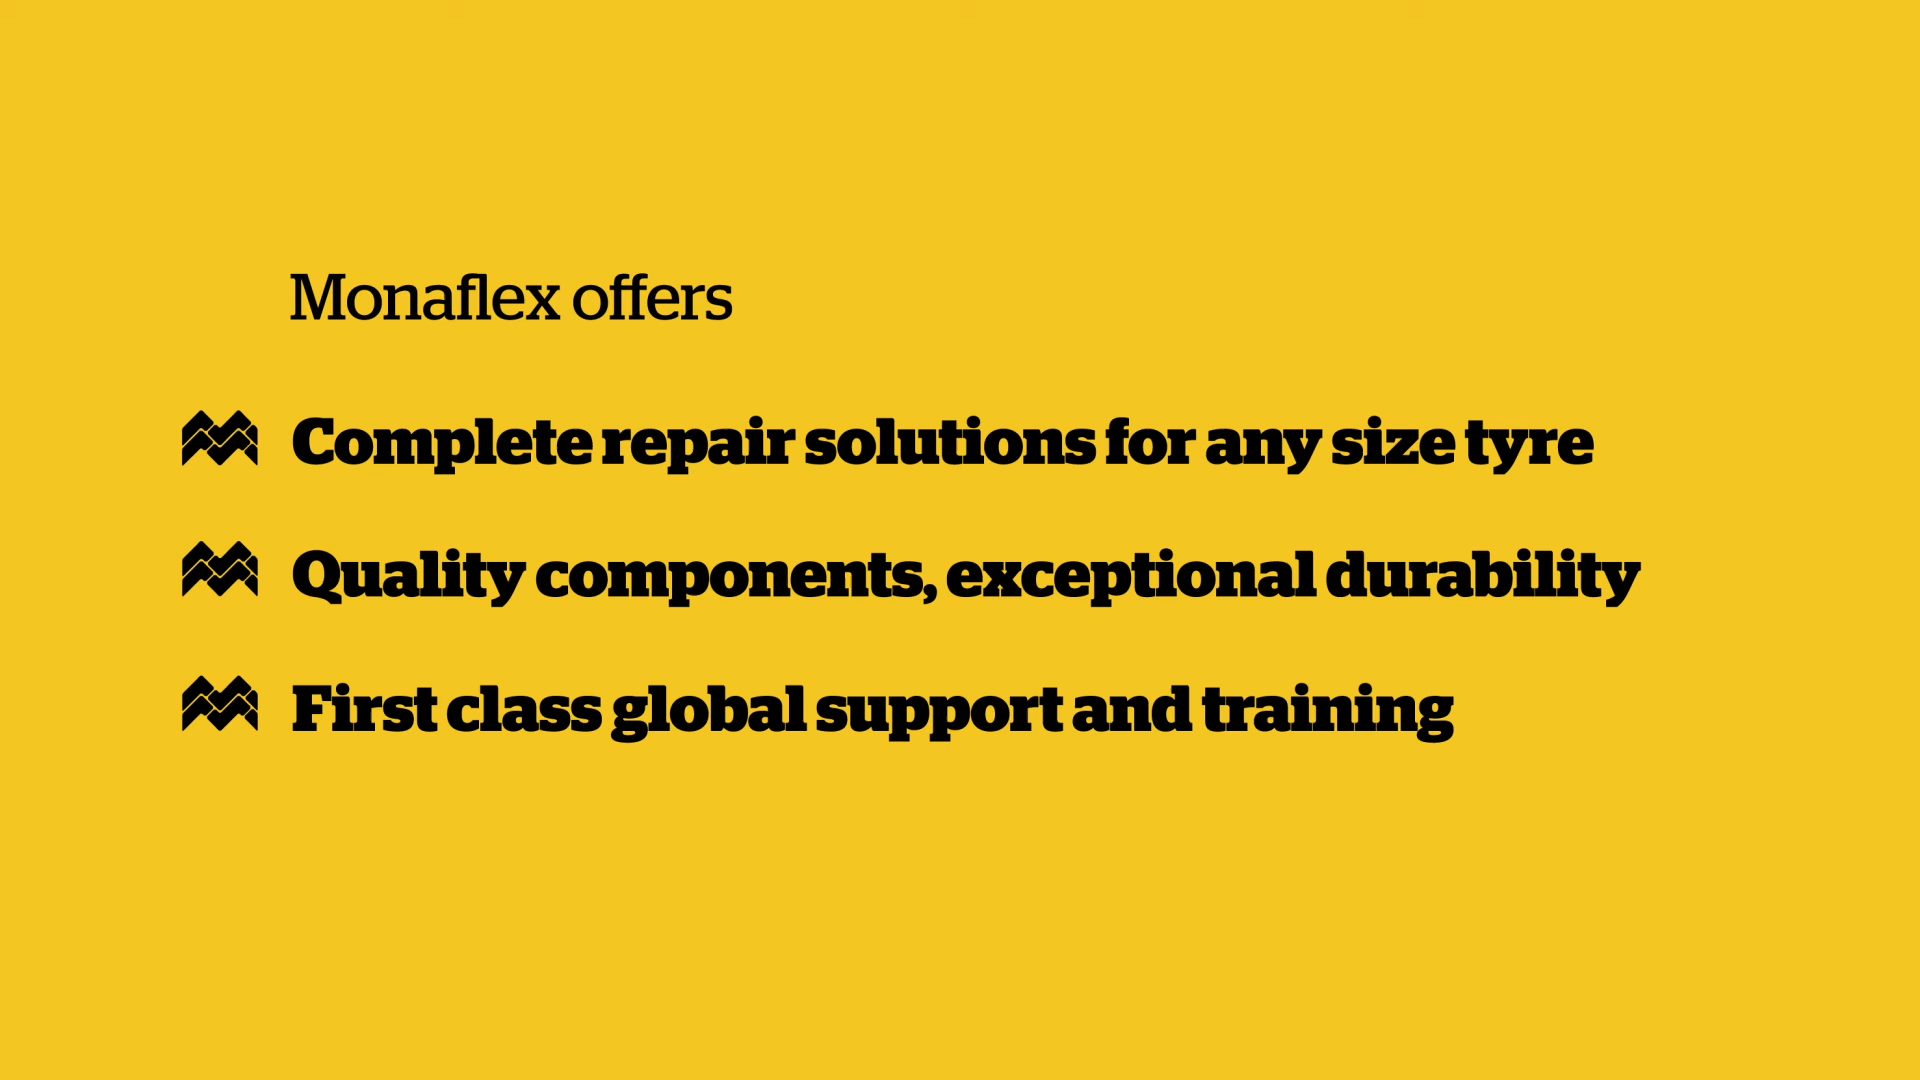 Monaflex offers
Complete repair solutions for any size tyre
Quality components, exceptional durability
First class global support and training